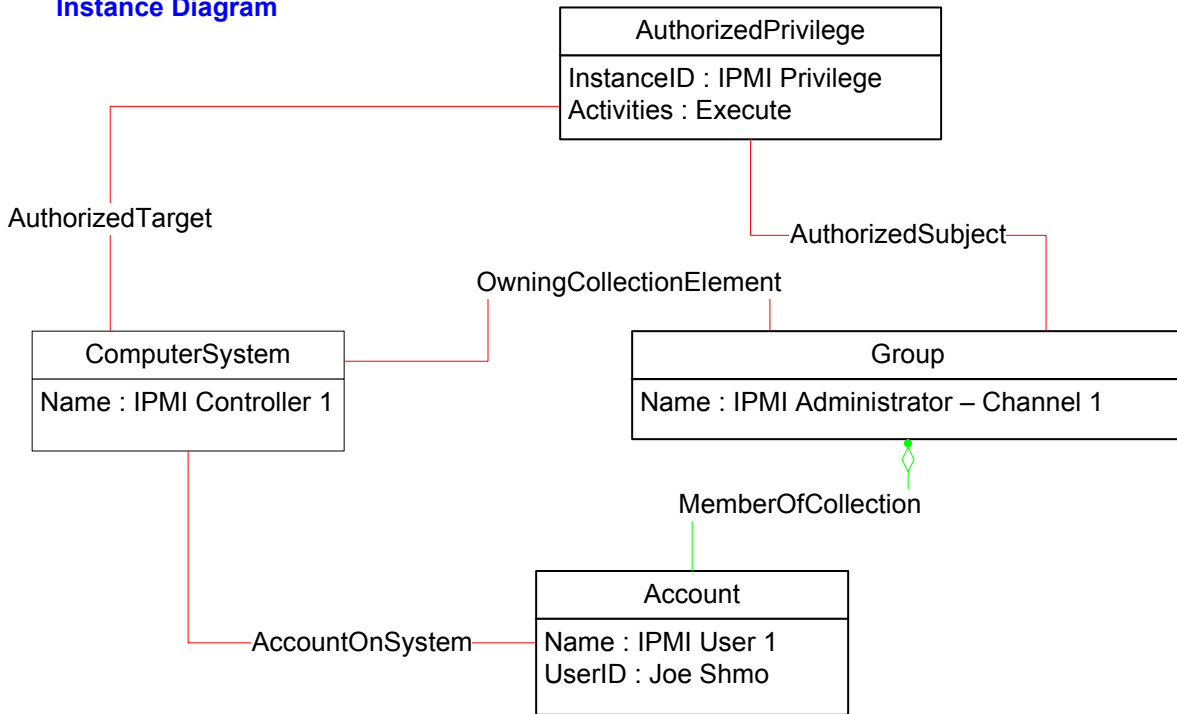 Instance Diagram
AuthorizedPrivilege
InstanceID : IPMI Privilege
Activities : Execute
AuthorizedTarget
AuthorizedSubject
OwningCollectionElement
ComputerSystem
Name : IPMI Controller 1
Group
Name : IPMI Administrator – Channel 1
MemberOfCollection
Account
AccountOnSystem
Name : IPMI User 1
UserID : Joe Shmo